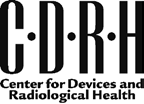 C·D·R·H
Center for Devices and
Radiological Health